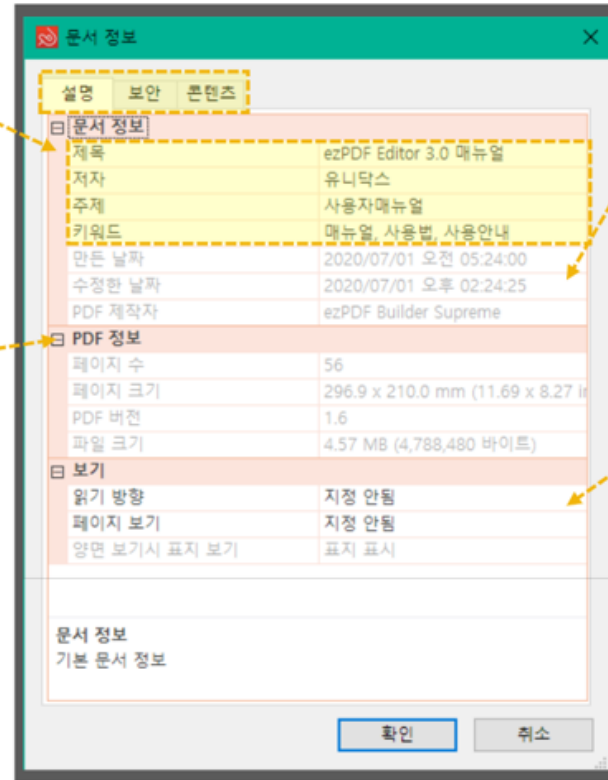 문서 정보
설명 보안 콘텐츠
문서 정보
제목 ezPDF Editor 3.0 매뉴얼
저자 유니닥스
주제 사용자매뉴얼
키워드 매뉴얼, 사용법, 사용안내
만든 날짜 2020/07/01 오전 05:24:00
수정한 날짜 2020/07/01 오후 02:24:25
PDF 제작자 ezPDF Builder Supreme
PDF 정보
페이지 수 56
페이지 크기 296.9 x 210.0 mm (11.69 x 8.27 in
PDF 버전 1.6
파일 크기 4.57 MB (4,788,480 바이트)
보기
읽기 방향 지정 안됨
페이지 보기 지정 안됨
양면 보기시 표지 보기 표지 표시
문서 정보
기본 문서 정보
확인 취소